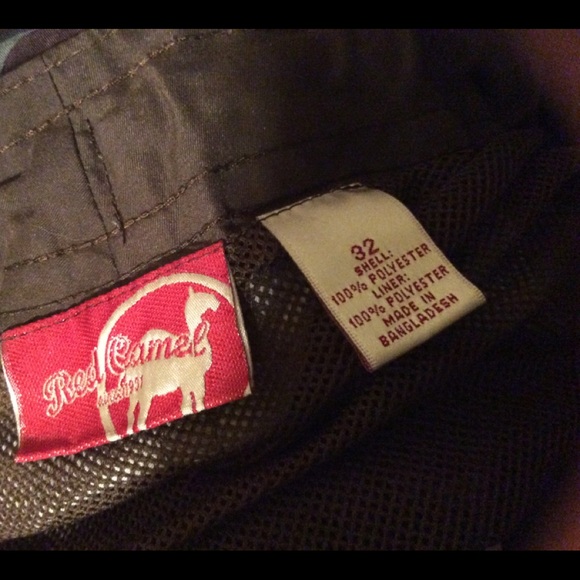 Red Camel
32
SHELL:
100% POLYESTER
LINER:
100% POLYESTER
MADE IN
BANGLADESH